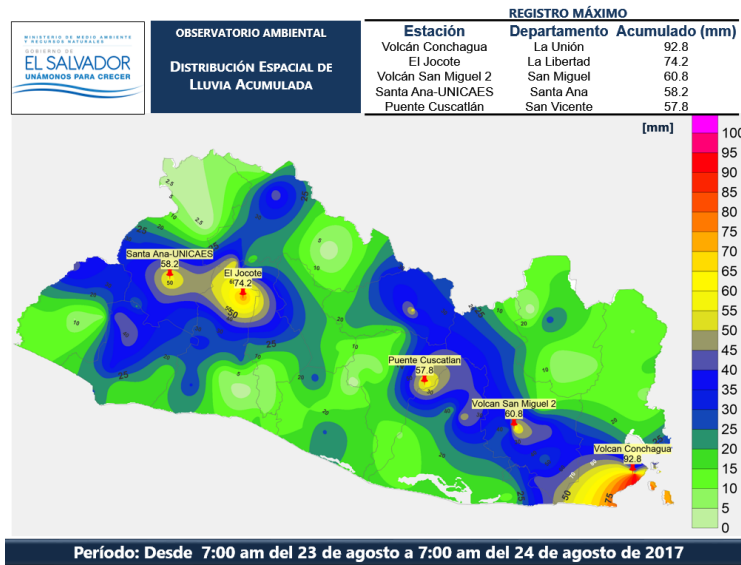 MINISTERIO DE MEDIO AMBIENTE
Y RECURSOS NATURALES
GOBIERNO DE
EL SALVADOR
UNÁMONOS PARA CRECER
OBSERVATORIO AMBIENTAL
DISTRIBUCIÓN ESPACIAL DE
LLUVIA ACUMULADA
REGISTRO MÁXIMO
Estación Departamento Acumulado (mm)
Volcán Conchagua La Unión 92.8
El Jocote La Libertad 74.2
Volcán San Miguel 2 San Miguel 60.8
Santa Ana-UNICAES Santa Ana 58.2
Puente Cuscatlán San Vicente 57.8
[mm]
100
95
90
85
80
75
70
65
60
55
50
45
40
35
30
25
20
15
10
5
0
Santa Ana-UNICAES
58.2
El Jocote
74.2
Puente Cuscatlan
57.8
Volcan San Miguel 2
60.8
Volcan Conchagua
92.8
Período: Desde 7:00 am del 23 de agosto a 7:00 am del 24 de agosto de 2017